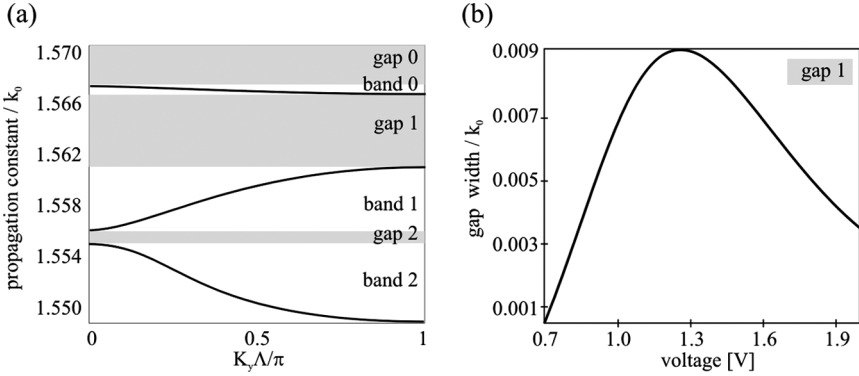 (a)
propagation constant / k₀
1.570
1.566
1.562
1.558
1.554
1.550
gap 0
band 0
gap 1
band 1
gap 2
band 2
0
0.5
1
KᵧΛ/π
(b)
gap width / k₀
0.009
0.007
0.005
0.003
0.001
gap 1
0.7
1.0
1.3
1.6
1.9
voltage [V]